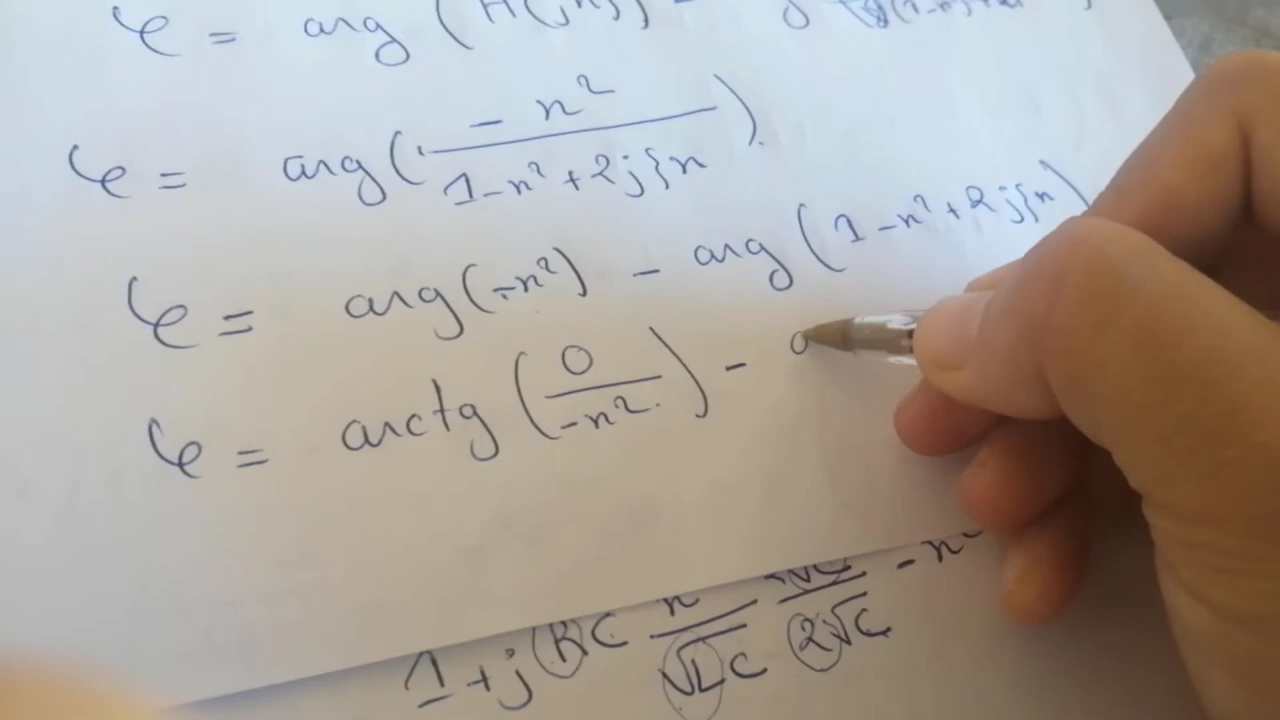 φ = arg (H(jn)) =
φ = arg( -n² / 1-n²+2jξn )
φ = arg(-n²) - arg(1-n²+2jξn)
φ = arctg (0 / -n²) -
1+j RC n/√LC 2√C - n²